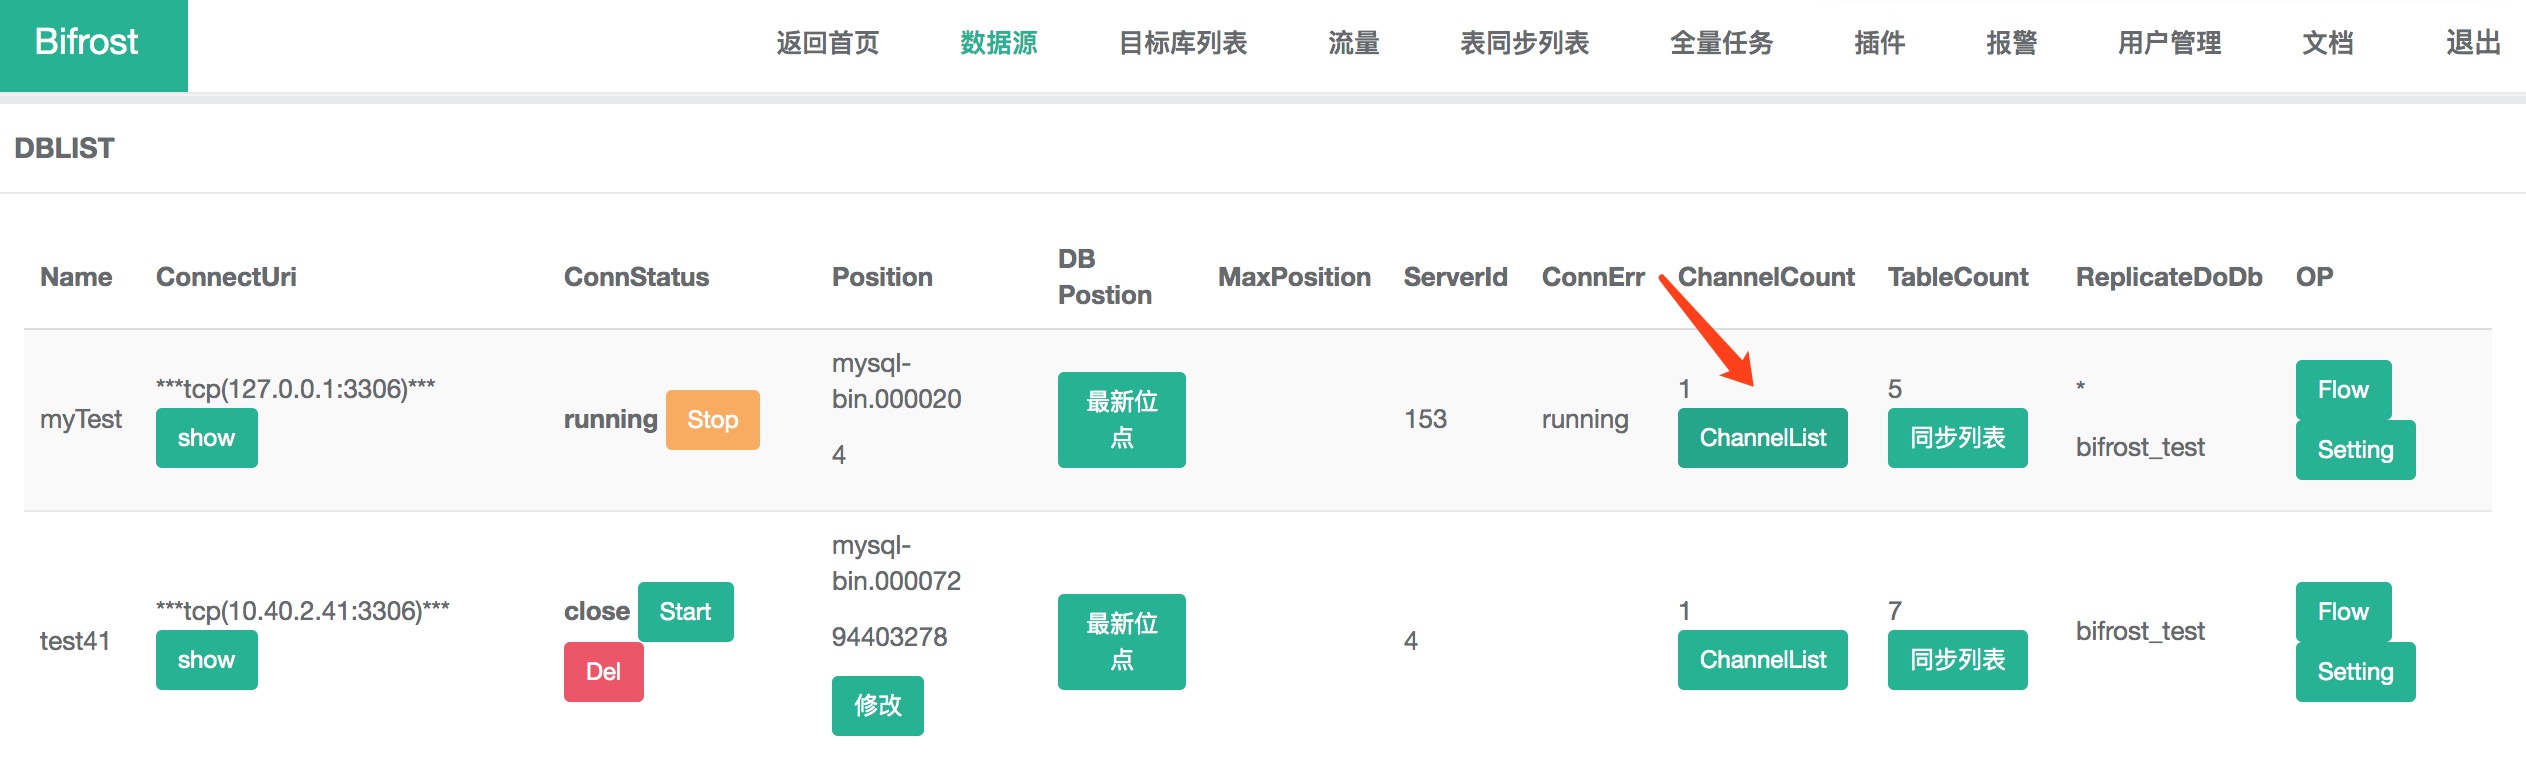 Bifrost
返回首页 数据源 目标库列表 流量 表同步列表 全量任务 插件 报警 用户管理 文档 退出
DBLIST
Name ConnectUri ConnStatus Position DB Postion MaxPosition ServerId ConnErr ChannelCount TableCount ReplicateDoDb OP
myTest
***tcp(127.0.0.1:3306)***
show
running Stop
mysql-
bin.000020
4
最新位
点
153
running
1
ChannelList
5
同步列表
*
bifrost_test
Flow
Setting
test41
***tcp(10.40.2.41:3306)***
show
close Start
Del
mysql-
bin.000072
94403278
修改
最新位
点
4
1
ChannelList
7
同步列表
bifrost_test
Flow
Setting